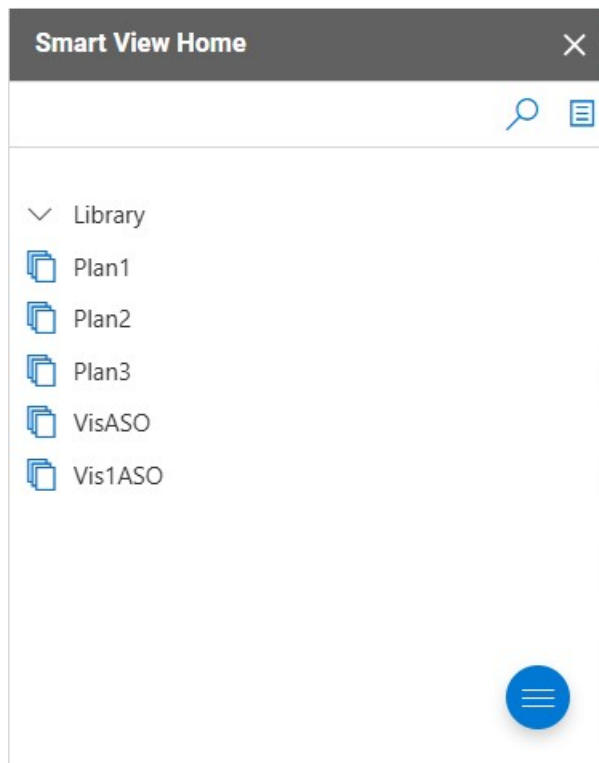 Smart View Home
Library
Plan1
Plan2
Plan3
VisASO
Vis1ASO